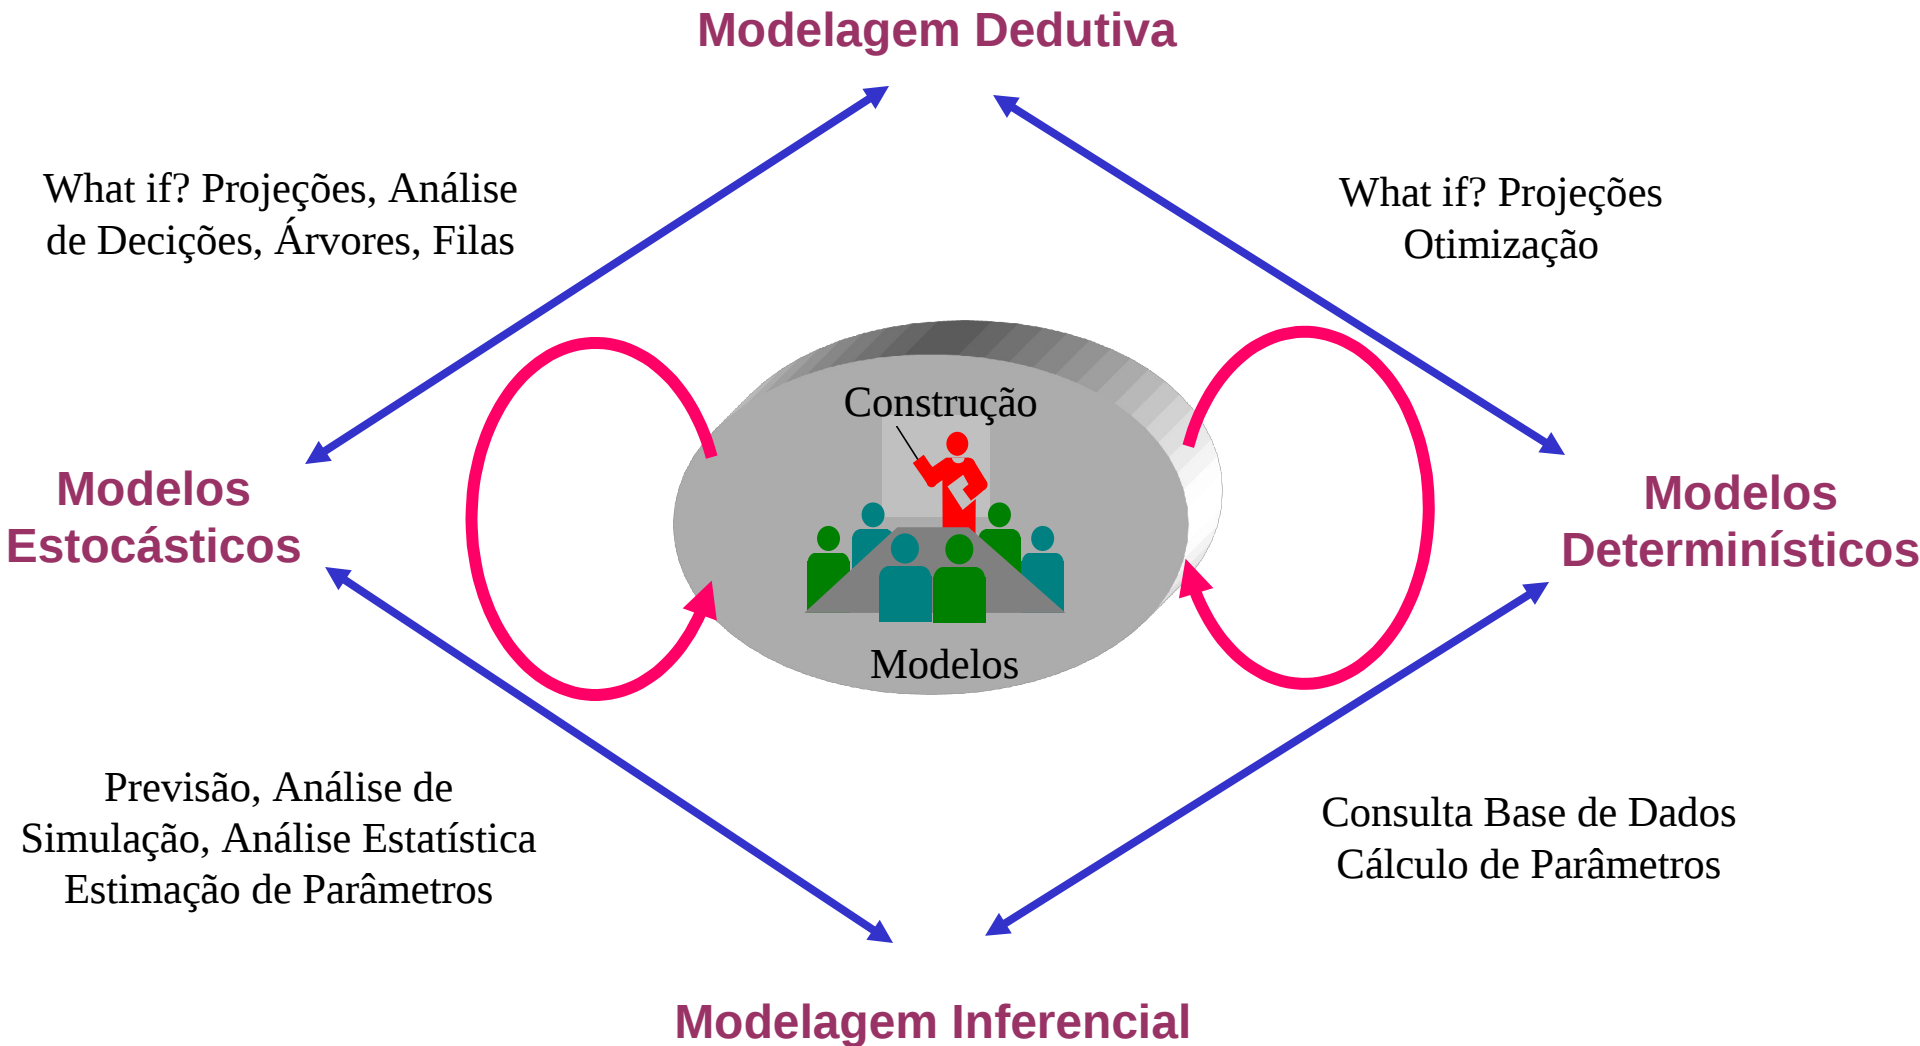 Modelagem Dedutiva
What if? Projeções, Análise
de Decições, Árvores, Filas
What if? Projeções
Otimização
Construção
Modelos
Estocásticos
Modelos
Determinísticos
Modelos
Previsão, Análise de
Simulação, Análise Estatística
Estimação de Parâmetros
Consulta Base de Dados
Cálculo de Parâmetros
Modelagem Inferencial